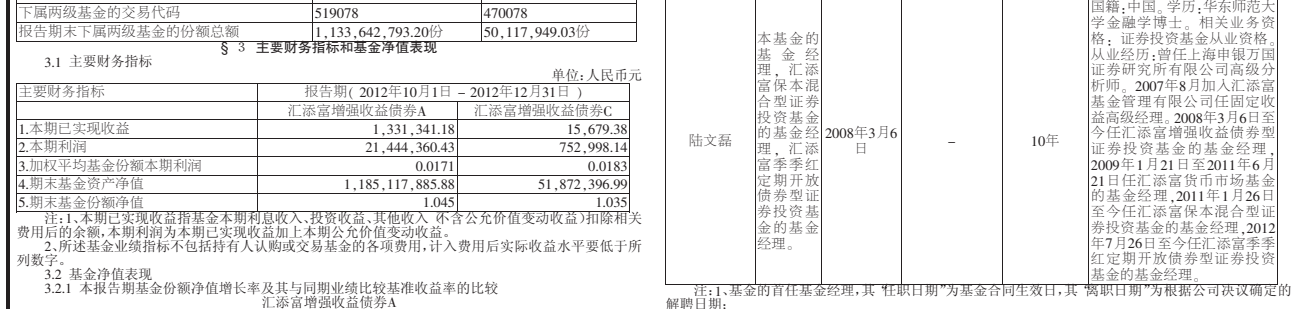 下属两级基金的交易代码 519078 470078
报告期末下属两级基金的份额总额 1,133,642,793.20份 50,117,949.03份
§ 3 主要财务指标和基金净值表现
3.1 主要财务指标
单位:人民币元
主要财务指标 报告期( 2012年10月1日 - 2012年12月31日 )
汇添富增强收益债券A 汇添富增强收益债券C
1.本期已实现收益 1,331,341.18 15,679.38
2.本期利润 21,444,360.43 752,998.14
3.加权平均基金份额本期利润 0.0171 0.0183
4.期末基金资产净值 1,185,117,885.88 51,872,396.99
5.期末基金份额净值 1.045 1.035
注:1、本期已实现收益指基金本期利息收入、投资收益、其他收入(不含公允价值变动收益)扣除相关
费用后的余额,本期利润为本期已实现收益加上本期公允价值变动收益。
2、所述基金业绩指标不包括持有人认购或交易基金的各项费用,计入费用后实际收益水平要低于所
列数字。
3.2 基金净值表现
3.2.1 本报告期基金份额净值增长率及其与同期业绩比较基准收益率的比较
汇添富增强收益债券A
陆文磊
本基金的
基金经
理，汇添
富保本混
合型证券
投资基金
的基金经
理，汇添
富季季红
定期开放
债券型证
券投资基
金的基金
经理。
2008年3月6
日
–
10年
国籍:中国。学历:华东师范大
学金融学博士。相关业务资
格：证券投资基金从业资格。
从业经历:曾任上海申银万国
证券研究所有限公司高级分
析师。2007年8月加入汇添富
基金管理有限公司任固定收
益高级经理。2008年3月6日至
今任汇添富增强收益债券型
证券投资基金的基金经理,
2009年1月21日至2011年6月
21日任汇添富货币市场基金
的基金经理,2011年1月26日
至今任汇添富保本混合型证
券投资基金的基金经理,2012
年7月26日至今任汇添富季季
红定期开放债券型证券投资
基金的基金经理。
注:1、基金的首任基金经理,其“任职日期”为基金合同生效日,其“离职日期”为根据公司决议确定的
解聘日期;